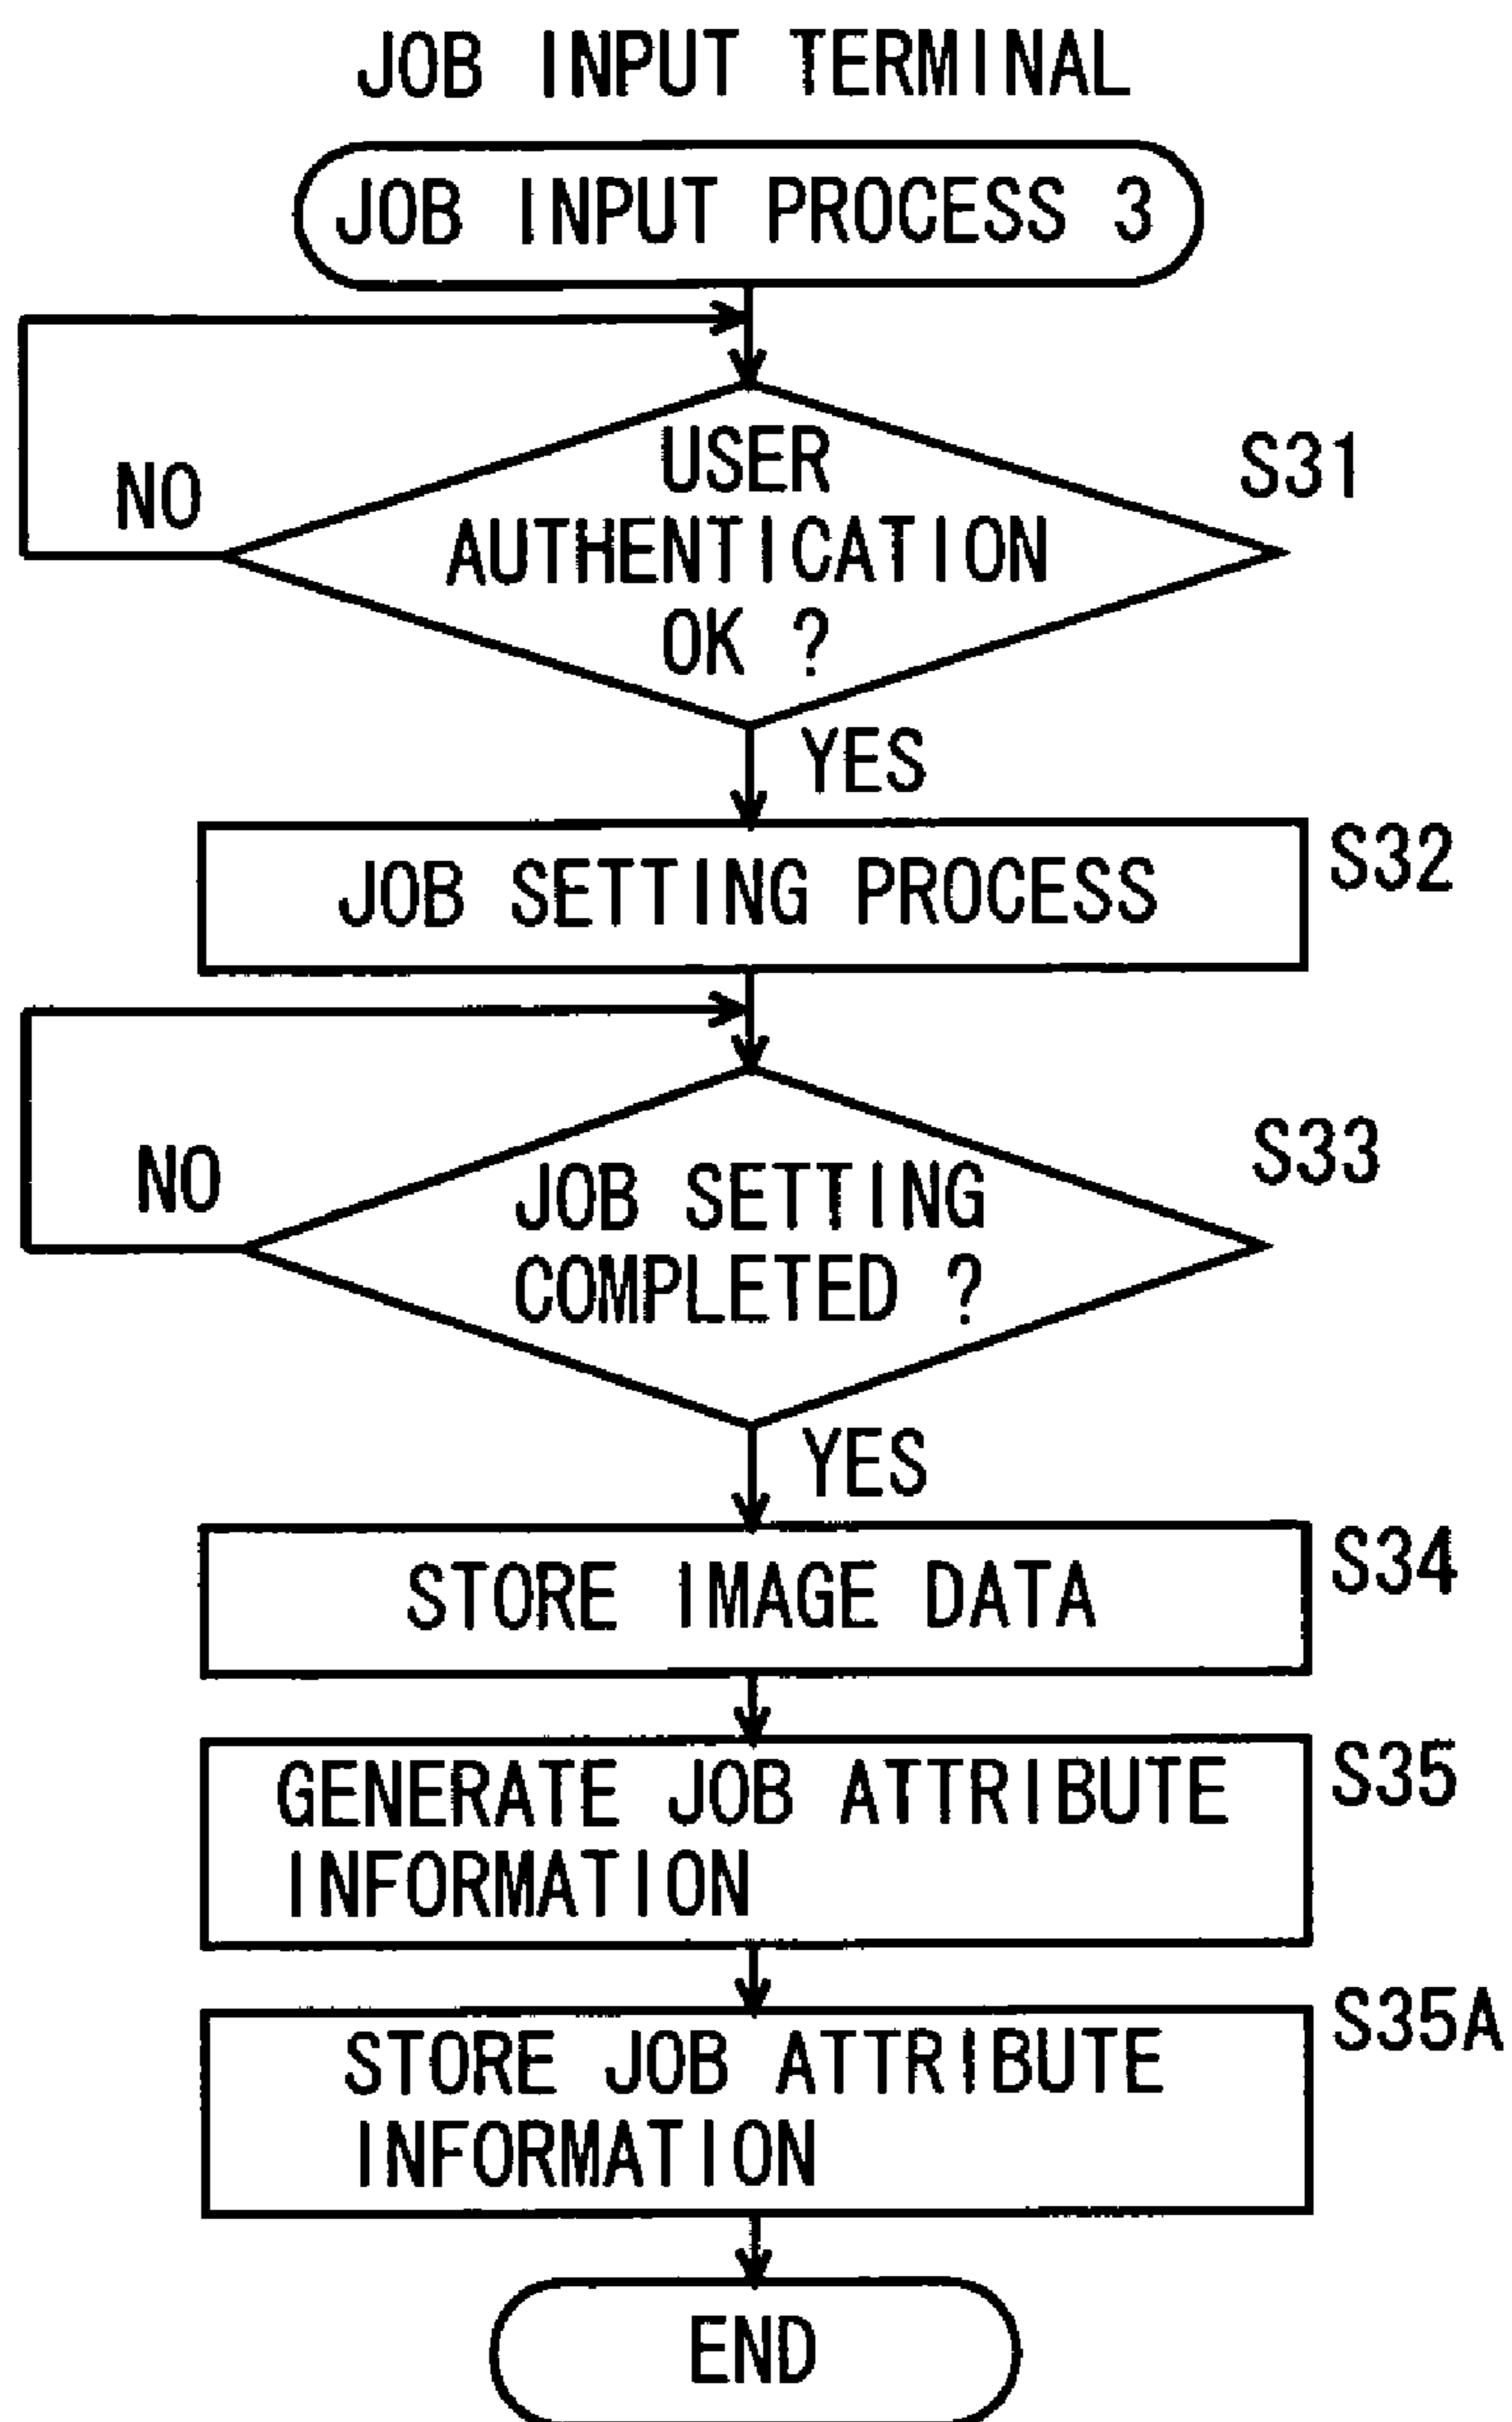 JOB INPUT TERMINAL
JOB INPUT PROCESS 3
USER
AUTHENTICATION
OK ?
S31
NO
YES
JOB SETTING PROCESS
S32
JOB SETTING
COMPLETED ?
S33
NO
YES
STORE IMAGE DATA
S34
GENERATE JOB ATTRIBUTE
INFORMATION
S35
STORE JOB ATTRIBUTE
INFORMATION
S35A
END